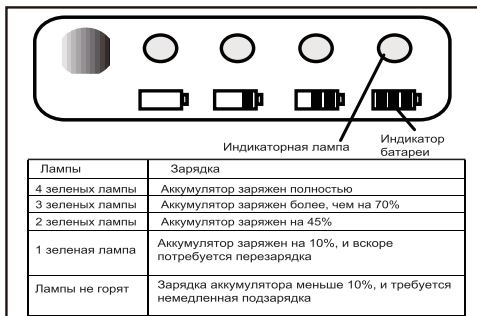 Индикаторная лампа
Индикатор
батареи
Лампы Зарядка
4 зеленых лампы Аккумулятор заряжен полностью
3 зеленых лампы Аккумулятор заряжен более, чем на 70%
2 зеленых лампы Аккумулятор заряжен на 45%
1 зеленая лампа Аккумулятор заряжен на 10%, и вскоре
потребуется перезарядка
Лампы не горят Зарядка аккумулятора меньше 10%, и требуется
немедленная подзарядка